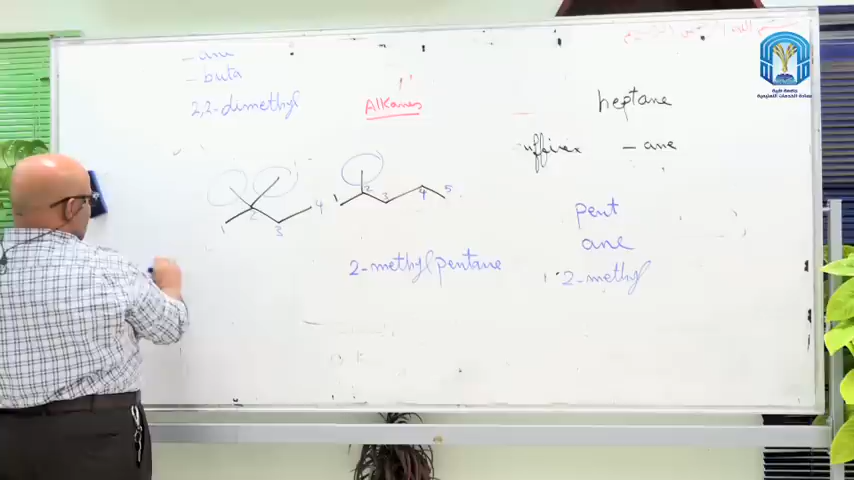 - ane
- buta
2,2-dimethyl
Alkanes
heptane
- ane
1 2 3 4
1 2 3 4 5
pent
ane
2-methyl
2-methylpentane